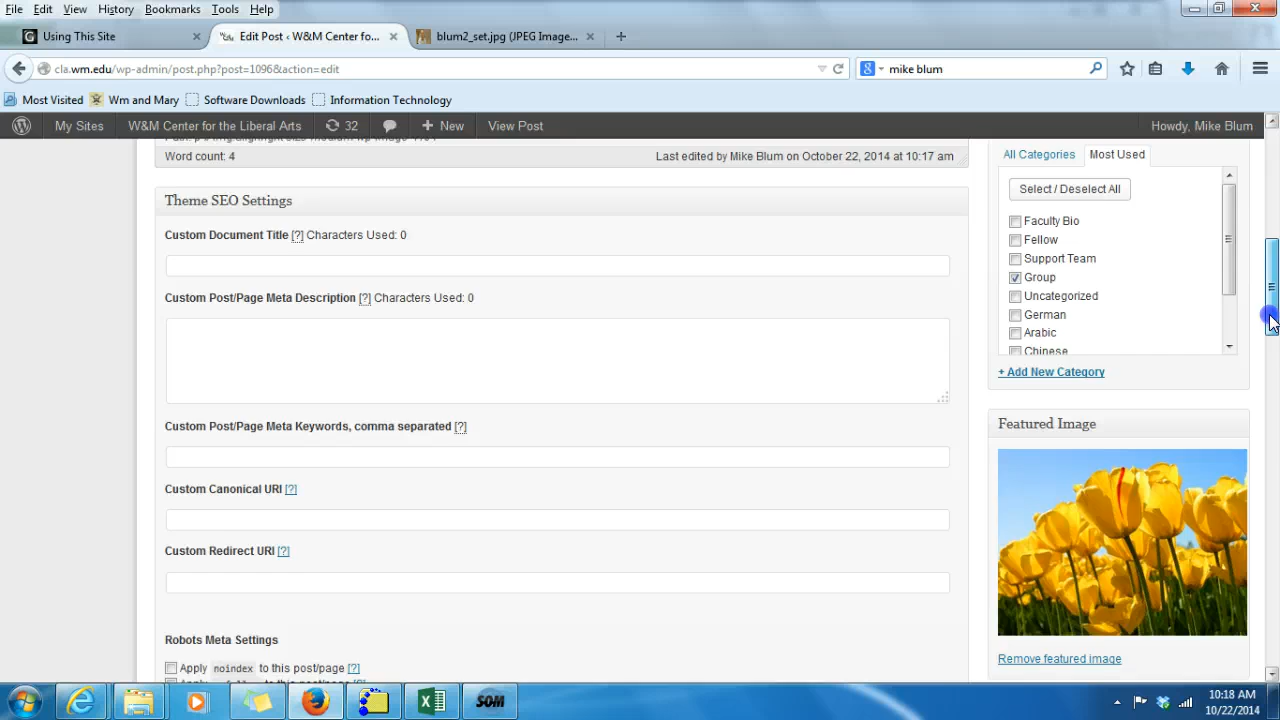 File Edit View History Bookmarks Tools Help
Using This Site
Edit Post ‹ W&M Center fo...
blum2_set.jpg (JPEG Image...
cla.wm.edu/wp-admin/post.php?post=1096&action=edit
mike blum
Most Visited Wm and Mary Software Downloads Information Technology
My Sites W&M Center for the Liberal Arts 32 New View Post Howdy, Mike Blum
Word count: 4 Last edited by Mike Blum on October 22, 2014 at 10:17 am
Theme SEO Settings
Custom Document Title [?] Characters Used: 0
Custom Post/Page Meta Description [?] Characters Used: 0
Custom Post/Page Meta Keywords, comma separated [?]
Custom Canonical URI [?]
Custom Redirect URI [?]
Robots Meta Settings
Apply noindex to this post/page [?]
All Categories Most Used
Select / Deselect All
Faculty Bio
Fellow
Support Team
Group
Uncategorized
German
Arabic
Chinese
+ Add New Category
Featured Image
Remove featured image
SOM
10:18 AM
10/22/2014